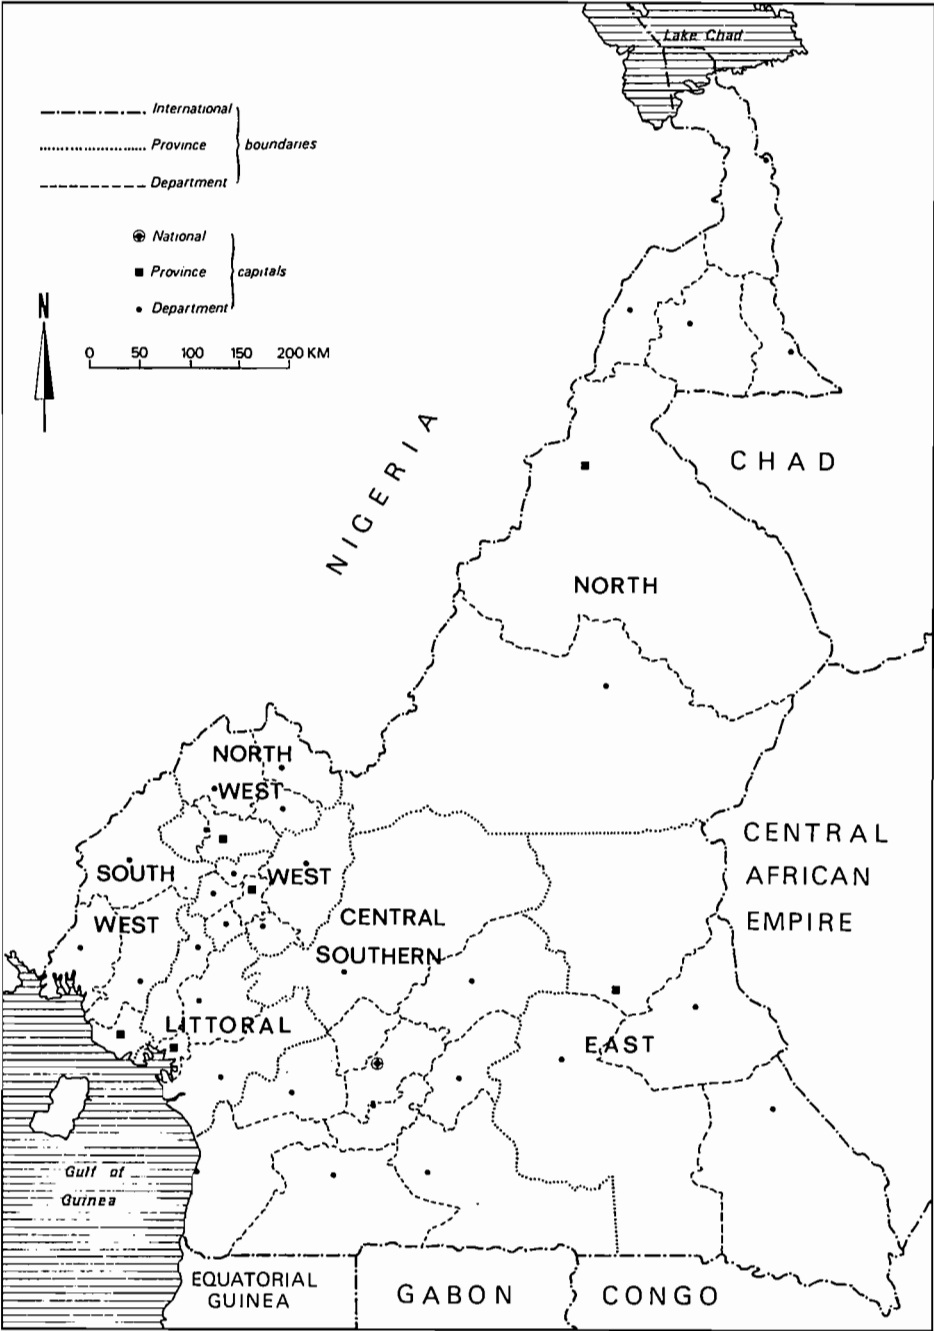 Lake Chad
International
Province
boundaries
Department
National
Province
capitals
Department
N
0 50 100 150 200 KM
NIGERIA
CHAD
NORTH
NORTH
WEST
CENTRAL
AFRICAN
EMPIRE
SOUTH
WEST
WEST
CENTRAL
SOUTHERN
LITTORAL
EAST
Gulf of
Guinea
EQUATORIAL
GUINEA
GABON
CONGO